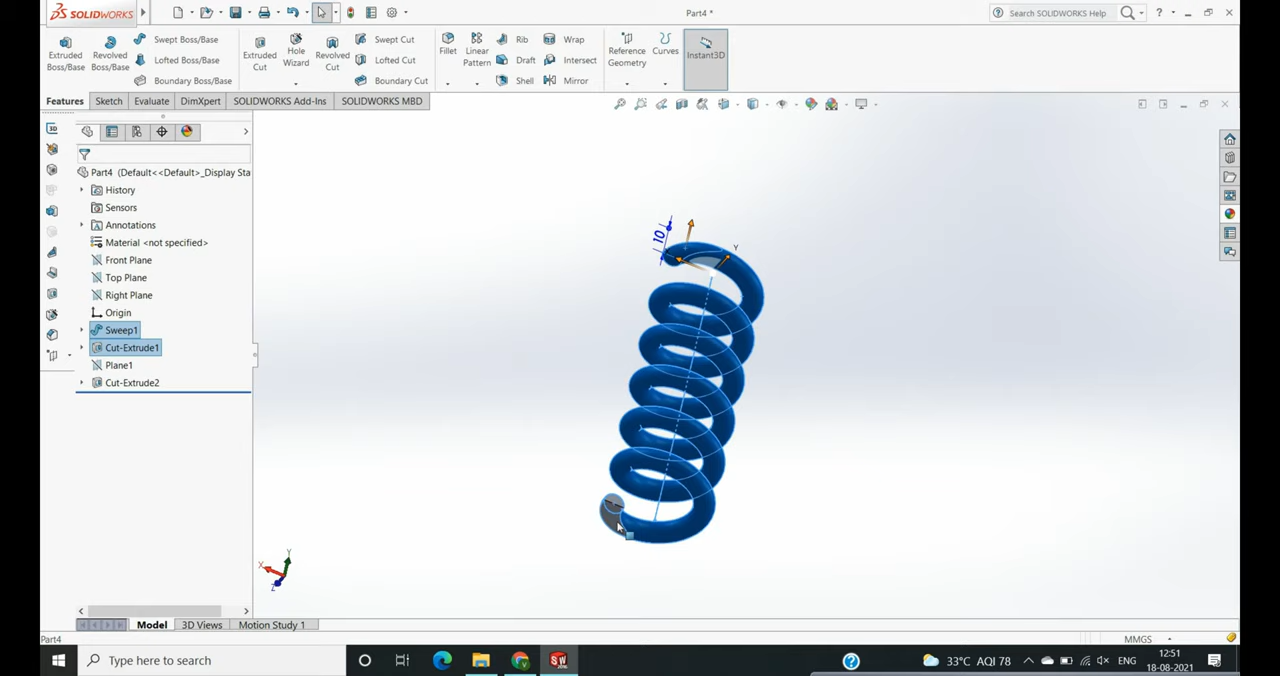 SOLIDWORKS
Part4 *
Search SOLIDWORKS Help
?
Extruded Boss/Base
Revolved Boss/Base
Swept Boss/Base
Lofted Boss/Base
Boundary Boss/Base
Extruded Cut
Hole Wizard
Revolved Cut
Swept Cut
Lofted Cut
Boundary Cut
Fillet
Linear Pattern
Rib
Draft
Shell
Wrap
Intersect
Mirror
Reference Geometry
Curves
Instant3D
Features
Sketch
Evaluate
DimXpert
SOLIDWORKS Add-Ins
SOLIDWORKS MBD
Part4 (Default<<Default>_Display Sta
History
Sensors
Annotations
Material <not specified>
Front Plane
Top Plane
Right Plane
Origin
Sweep1
Cut-Extrude1
Plane1
Cut-Extrude2
10
Y
Y
X
Z
Model
3D Views
Motion Study 1
Part4
MMGS
Type here to search
SW
33°C AQI 78
ENG
12:51
18-08-2021